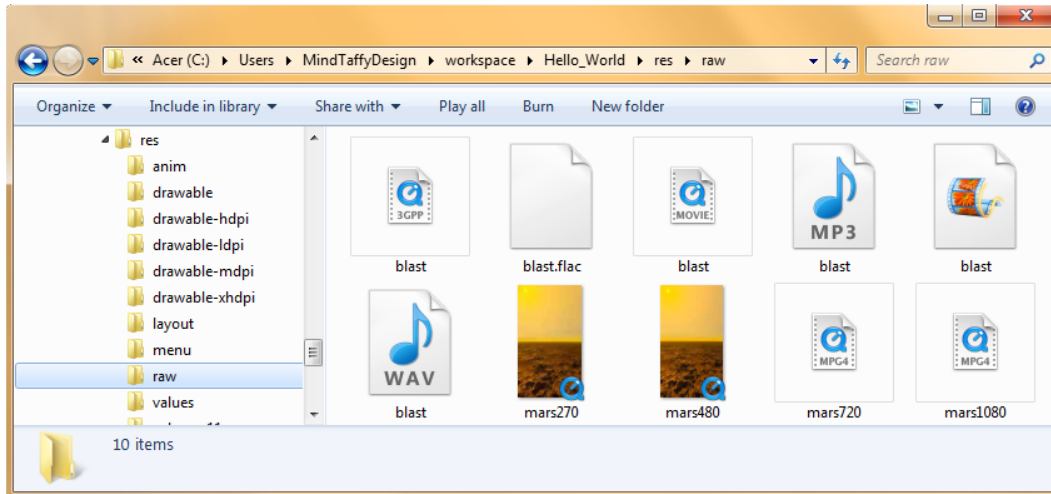 « Acer (C:) ▸ Users ▸ MindTaffyDesign ▸ workspace ▸ Hello_World ▸ res ▸ raw
Search raw
Organize Include in library Share with Play all Burn New folder
res
anim
drawable
drawable-hdpi
drawable-ldpi
drawable-mdpi
drawable-xhdpi
layout
menu
raw
values
3GPP MOVIE MP3
blast blast.flac blast blast blast
WAV MPG4 MPG4
blast mars270 mars480 mars720 mars1080
10 items